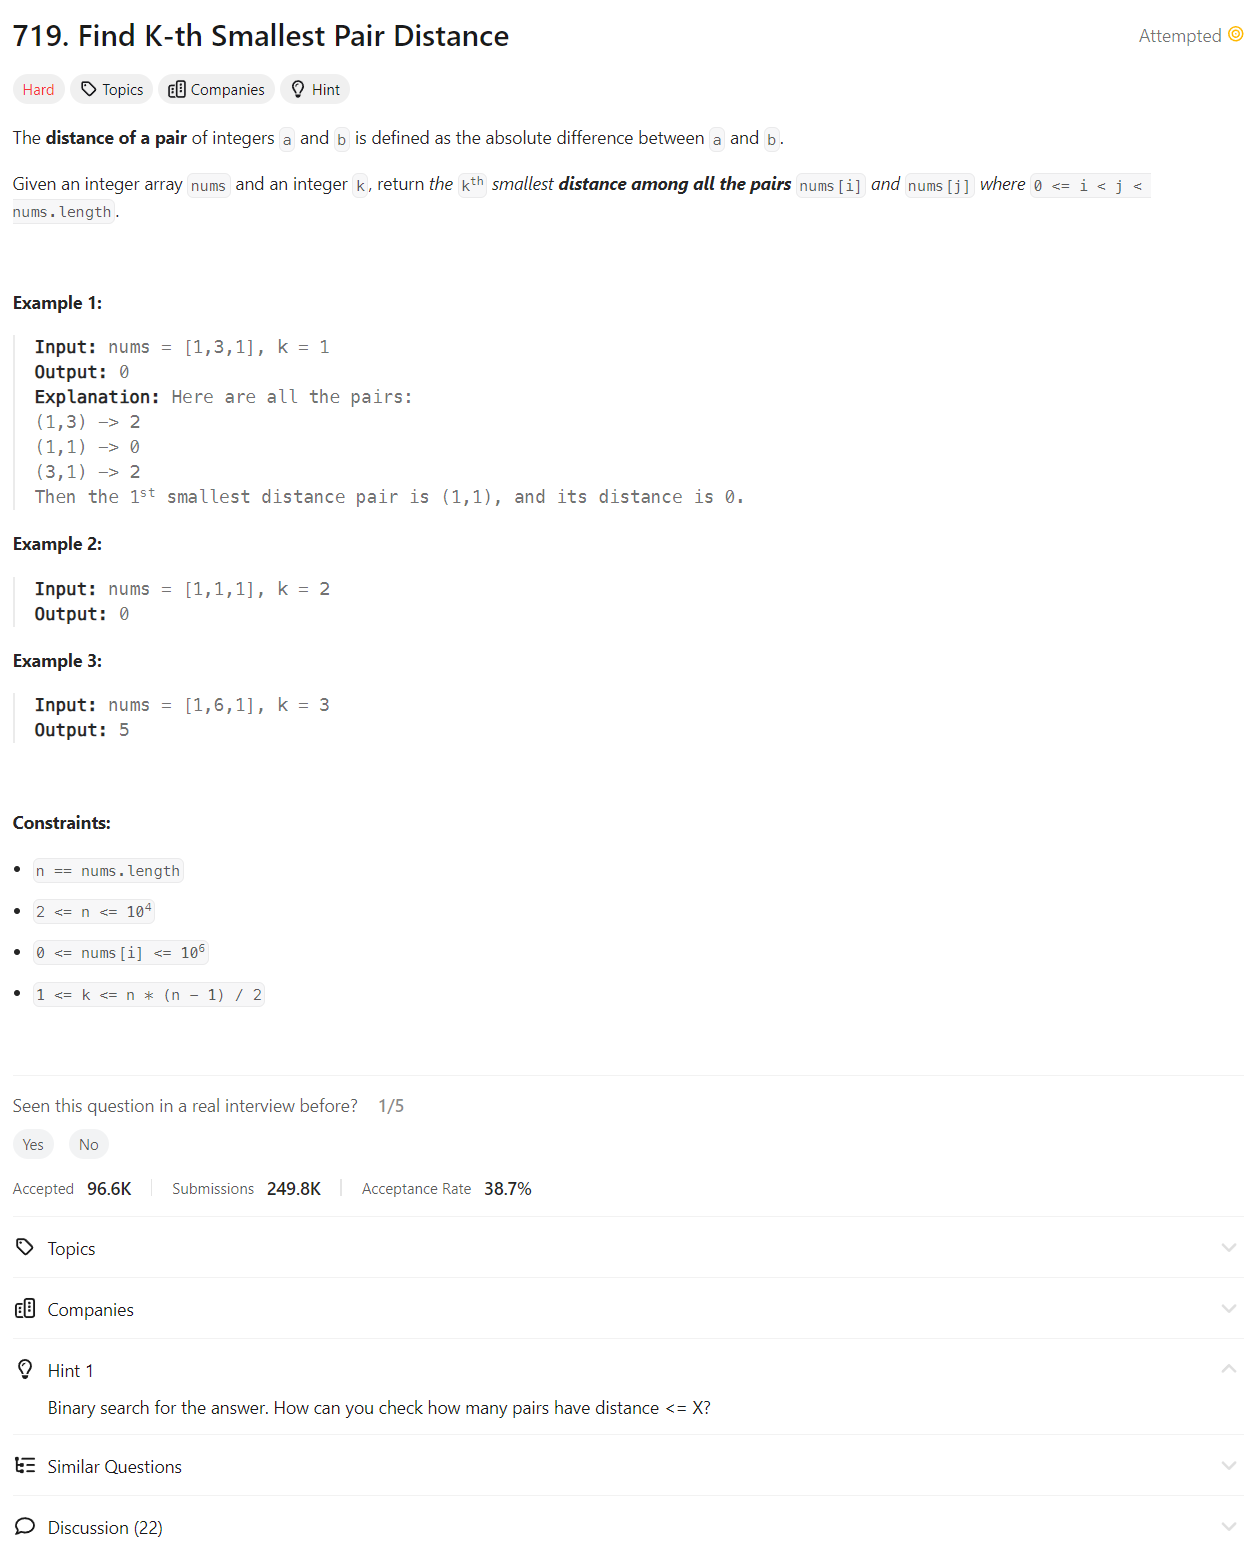 719. Find K-th Smallest Pair Distance
Attempted
Hard Topics Companies Hint
The distance of a pair of integers a and b is defined as the absolute difference between a and b.
Given an integer array nums and an integer k, return the kth smallest distance among all the pairs nums[i] and nums[j] where 0 <= i < j <
nums.length.
Example 1:
Input: nums = [1,3,1], k = 1
Output: 0
Explanation: Here are all the pairs:
(1,3) -> 2
(1,1) -> 0
(3,1) -> 2
Then the 1st smallest distance pair is (1,1), and its distance is 0.
Example 2:
Input: nums = [1,1,1], k = 2
Output: 0
Example 3:
Input: nums = [1,6,1], k = 3
Output: 5
Constraints:
• n == nums.length
• 2 <= n <= 10⁴
• 0 <= nums[i] <= 10⁶
• 1 <= k <= n * (n - 1) / 2
Seen this question in a real interview before? 1/5
Yes No
Accepted 96.6K Submissions 249.8K Acceptance Rate 38.7%
Topics
Companies
Hint 1
Binary search for the answer. How can you check how many pairs have distance <= X?
Similar Questions
Discussion (22)